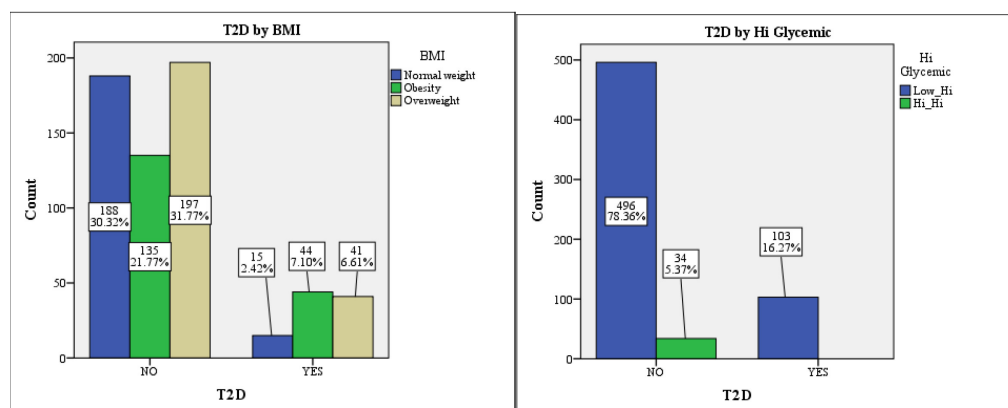 T2D by BMI
BMI
Normal weight
Obesity
Overweight
Count
200
150
100
50
0
188
30.32%
135
21.77%
197
31.77%
15
2.42%
44
7.10%
41
6.61%
NO
YES
T2D
T2D by Hi Glycemic
Hi
Glycemic
Low_Hi
Hi_Hi
Count
500
400
300
200
100
0
496
78.36%
34
5.37%
103
16.27%
NO
YES
T2D